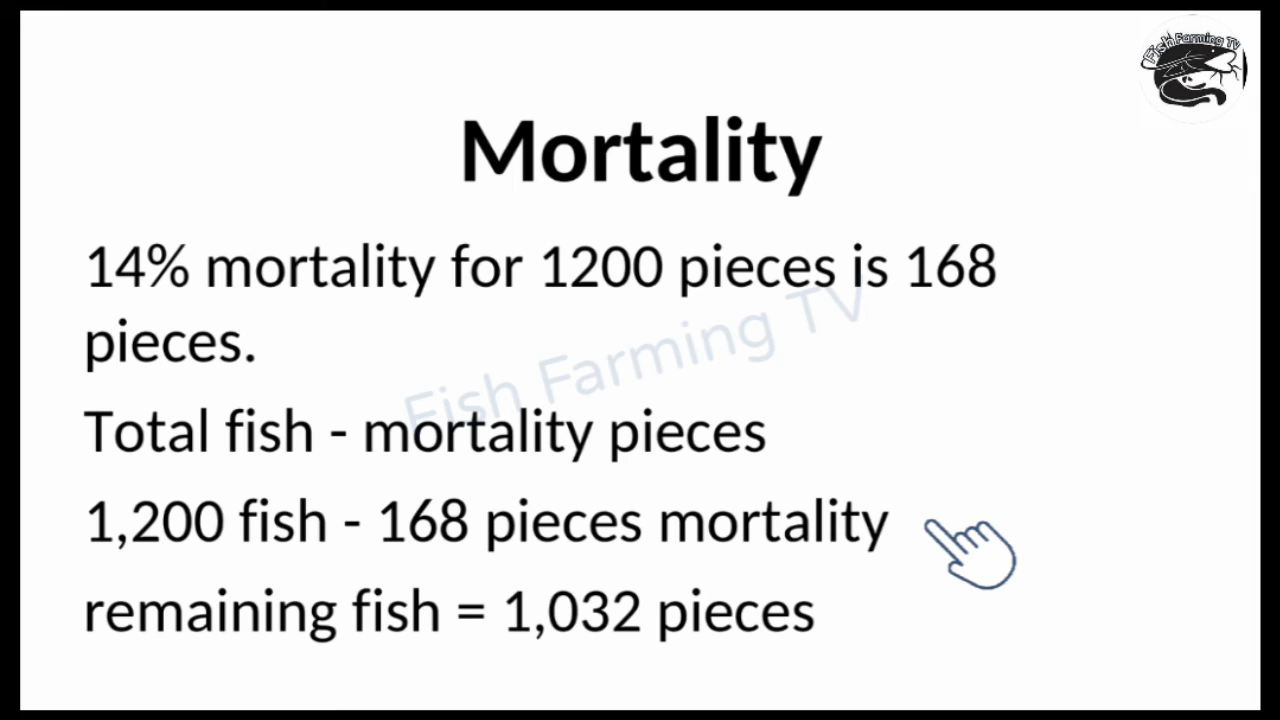 Fish Farming TV
Mortality
14% mortality for 1200 pieces is 168
pieces.
Fish Farming TV
Total fish - mortality pieces
1,200 fish - 168 pieces mortality
remaining fish = 1,032 pieces